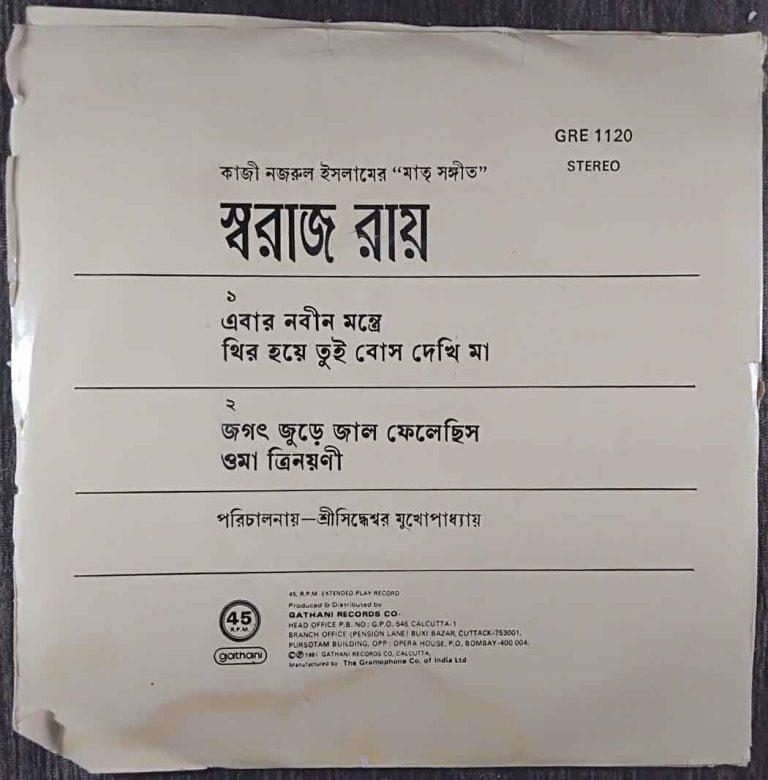 GRE 1120
STEREO
কাজী নজরুল ইসলামের “মাতৃ সঙ্গীত”
স্বরাজ রায়
১
এবার নবীন মন্ত্রে
থির হয়ে তুই বোস দেখি মা
২
জগৎ জুড়ে জাল ফেলেছিস
ওমা ত্রিনয়ণী
পরিচালনায়—শ্রীসিদ্ধেশ্বর মুখোপাধ্যায়
45 R.P.M.
gathani
45. R.P.M EXTENDED PLAY RECORD
Produced & Distributed by
GATHANI RECORDS CO.
HEAD OFFICE P.B. NO: G.P.O. 546 CALCUTTA-1
BRANCH OFFICE (PENSION LANE) BUXI BAZAR, CUTTACK-753001,
PURSOTAM BUILDING, OPP: OPERA HOUSE, P.O. BOMBAY-400 004.
©℗ 1981 GATHANI RECORDS CO, CALCUTTA,
Manufactured by The Gramophone Co. of India Ltd